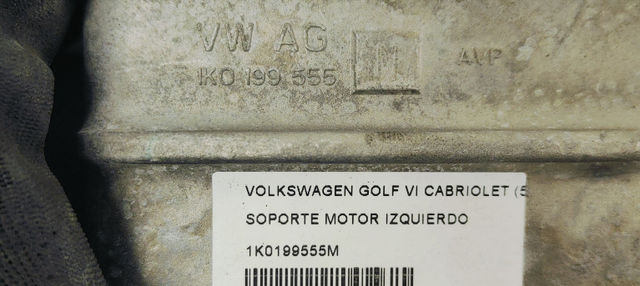 VW AG
1K0 199 555 M AVP
VOLKSWAGEN GOLF VI CABRIOLET (5
SOPORTE MOTOR IZQUIERDO
1K0199555M